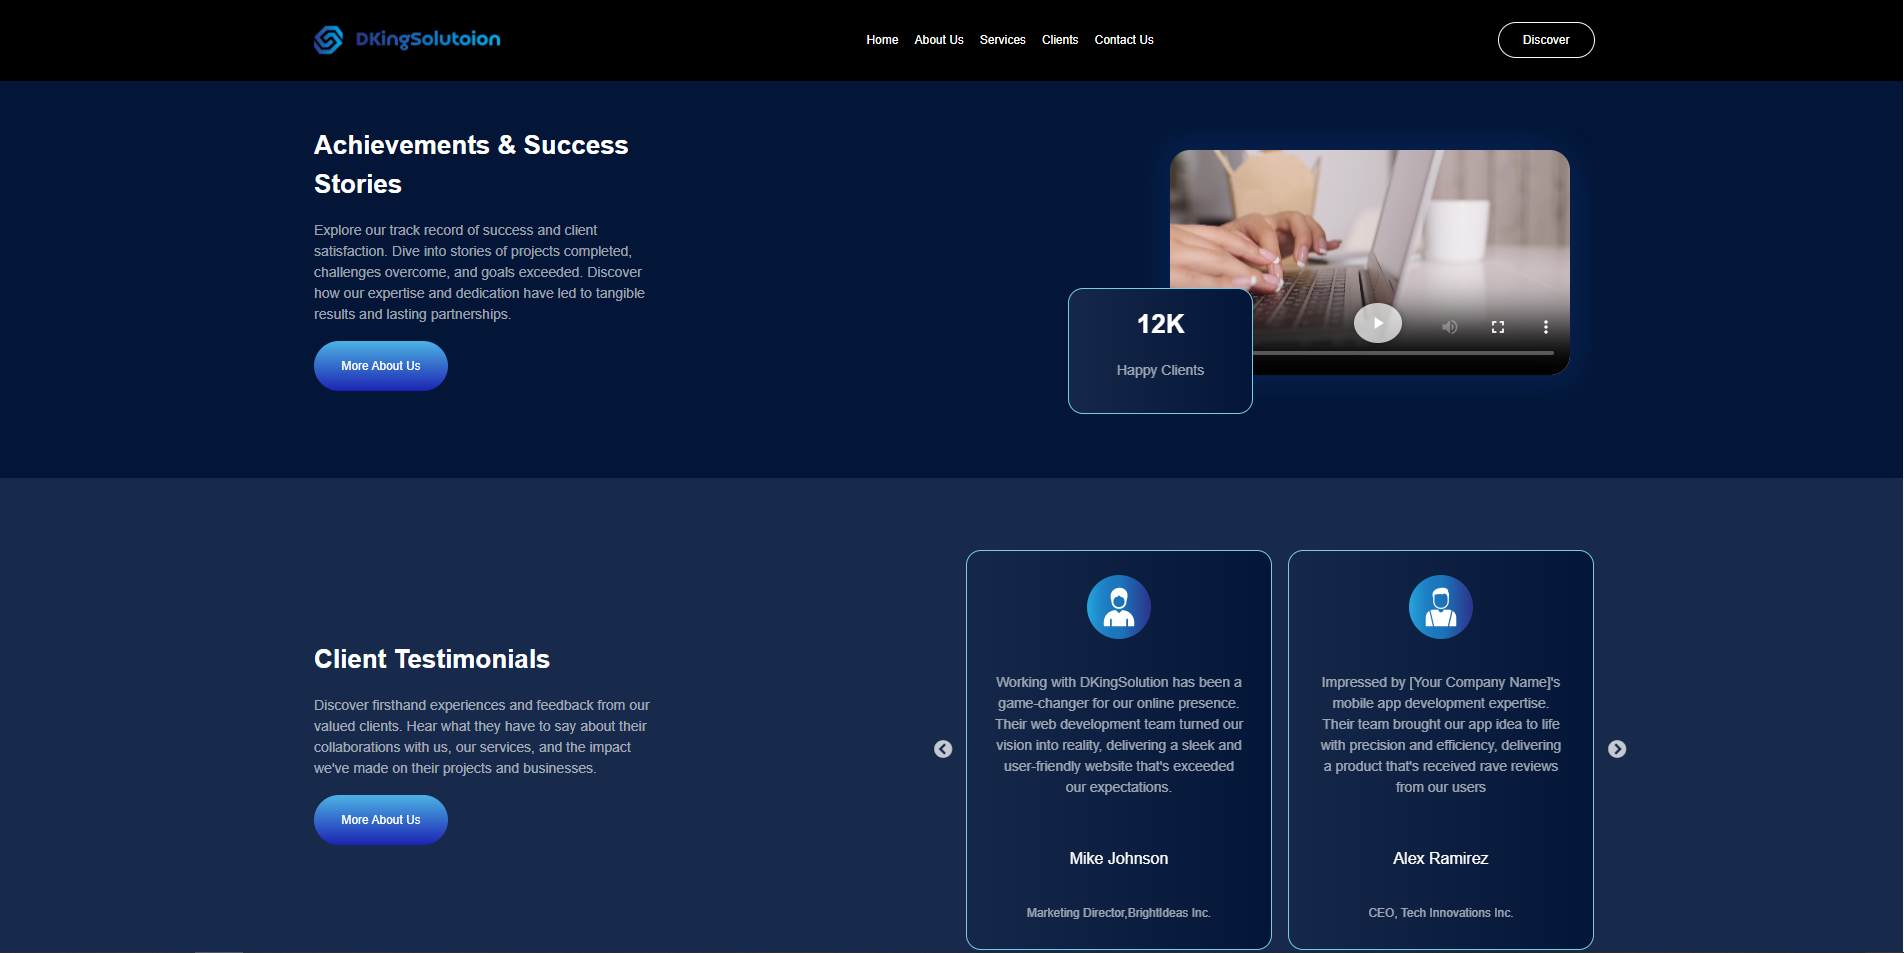 DKingSolutoion
Home About Us Services Clients Contact Us
Discover
Achievements & Success
Stories
Explore our track record of success and client
satisfaction. Dive into stories of projects completed,
challenges overcome, and goals exceeded. Discover
how our expertise and dedication have led to tangible
results and lasting partnerships.
More About Us
12K
Happy Clients
Client Testimonials
Discover firsthand experiences and feedback from our
valued clients. Hear what they have to say about their
collaborations with us, our services, and the impact
we've made on their projects and businesses.
More About Us
Working with DKingSolution has been a
game-changer for our online presence.
Their web development team turned our
vision into reality, delivering a sleek and
user-friendly website that's exceeded
our expectations.
Mike Johnson
Marketing Director,BrightIdeas Inc.
Impressed by [Your Company Name]'s
mobile app development expertise.
Their team brought our app idea to life
with precision and efficiency, delivering
a product that's received rave reviews
from our users
Alex Ramirez
CEO, Tech Innovations Inc.